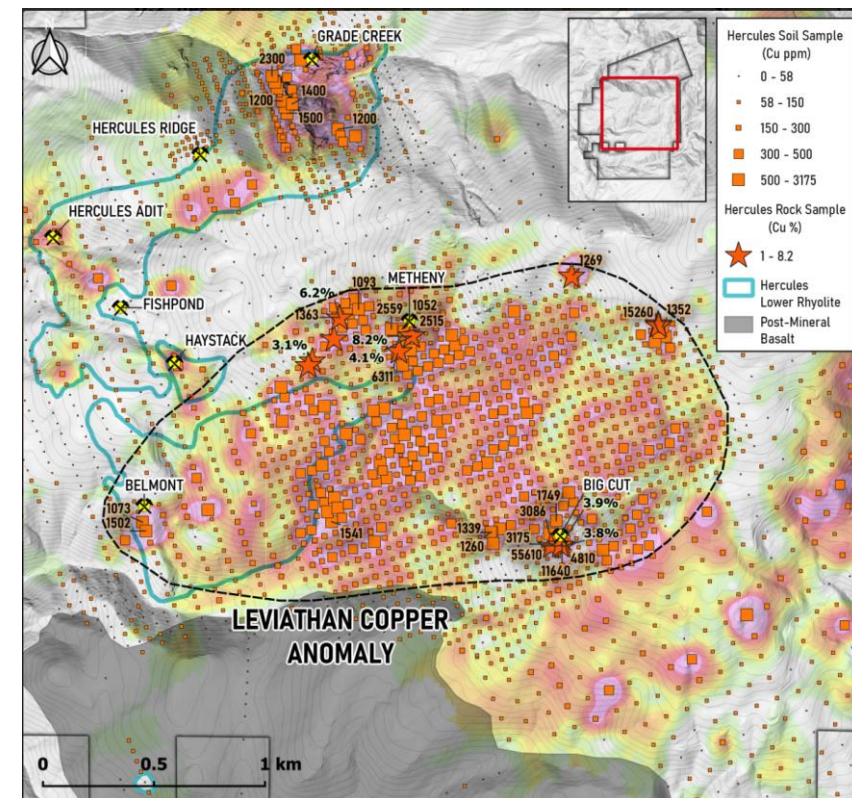 N
GRADE CREEK
2300
1400
1200
1500
1200
HERCULES RIDGE
HERCULES ADIT
FISHPOND
HAYSTACK
METHENY
1269
1093
6.2%
1363
2559
1052
2515
15260
1352
3.1%
8.2%
4.1%
6311
BELMONT
1073
1502
1541
BIG CUT
1749
3086
3.9%
1339
1260
3175
3.8%
55610
4810
11640
LEVIATHAN COPPER
ANOMALY
0 0.5 1 km
Hercules Soil Sample
(Cu ppm)
0 - 58
58 - 150
150 - 300
300 - 500
500 - 3175
Hercules Rock Sample
(Cu %)
1 - 8.2
Hercules
Lower Rhyolite
Post-Mineral
Basalt